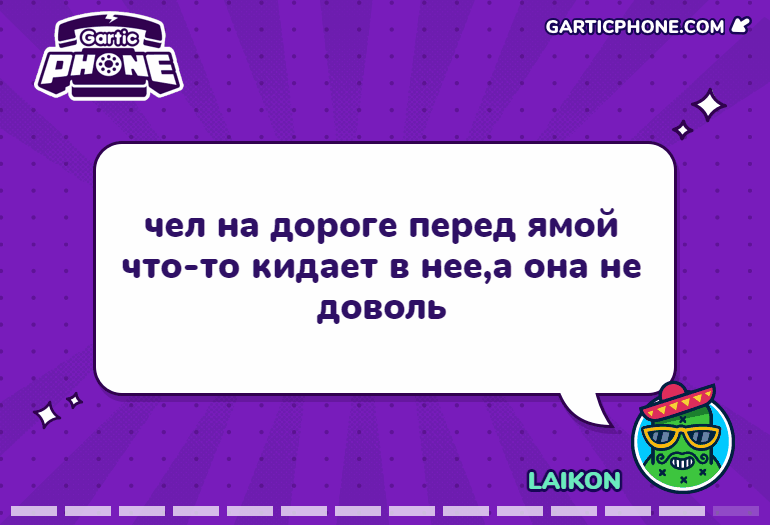 Gartic
PHONE
GARTICPHONE.COM
чел на дороге перед ямой
что-то кидает в нее,а она не
доволь
LAIKON